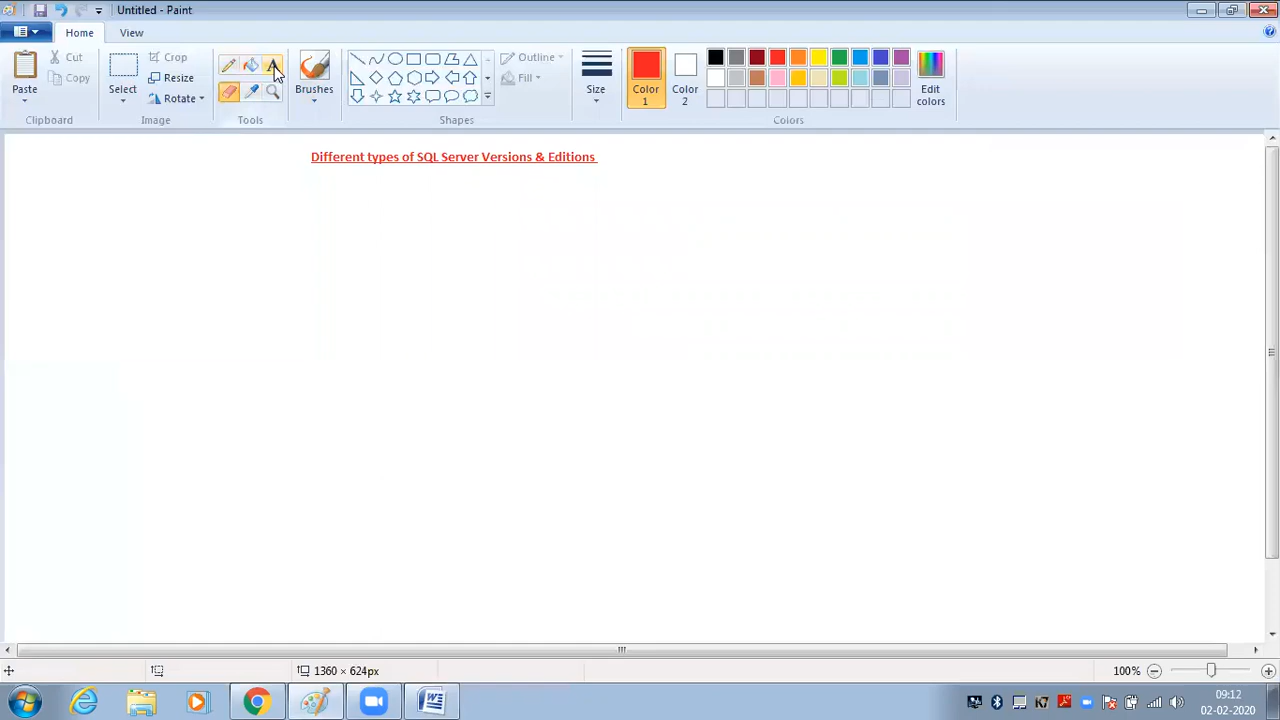 Untitled - Paint
Home
View
Paste
Cut
Copy
Clipboard
Select
Crop
Resize
Rotate
Image
A
Tools
Brushes
Outline
Fill
Shapes
Size
Color 1
Color 2
Edit colors
Colors
Different types of SQL Server Versions & Editions
1360 × 624px
100%
09:12
02-02-2020